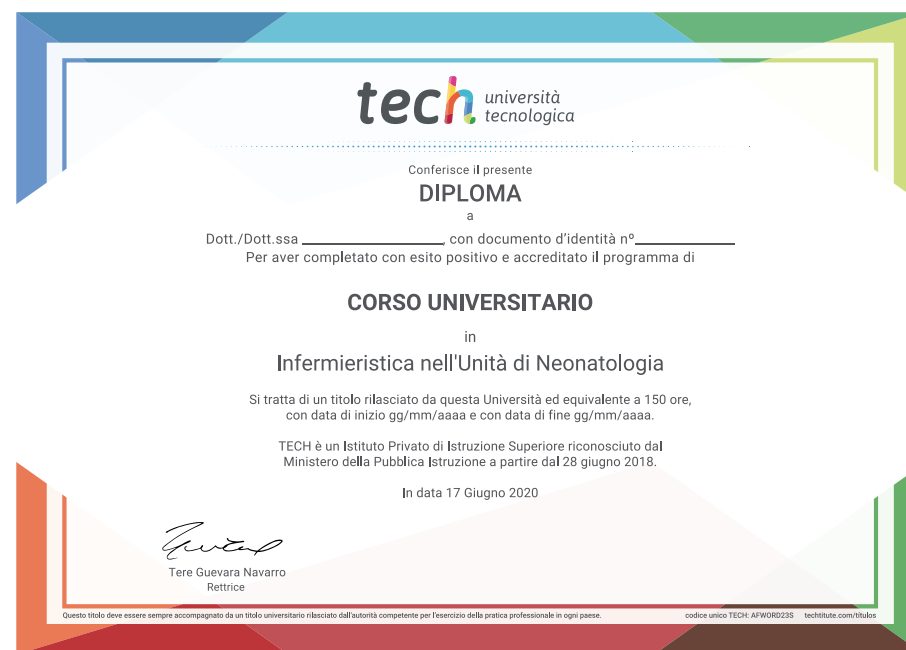 tech università
tecnologica
Conferisce il presente
DIPLOMA
a
Dott./Dott.ssa ____________________, con documento d'identità nº______________
Per aver completato con esito positivo e accreditato il programma di
CORSO UNIVERSITARIO
in
Infermieristica nell'Unità di Neonatologia
Si tratta di un titolo rilasciato da questa Università ed equivalente a 150 ore,
con data di inizio gg/mm/aaaa e con data di fine gg/mm/aaaa.
TECH è un Istituto Privato di Istruzione Superiore riconosciuto dal
Ministero della Pubblica Istruzione a partire dal 28 giugno 2018.
In data 17 Giugno 2020
Tere Guevara Navarro
Rettrice
Questo titolo deve essere sempre accompagnato da un titolo universitario rilasciato dall'autorità competente per l'esercizio della pratica professionale in ogni paese. codice unico TECH: AFWORD23S techtitute.com/titulos